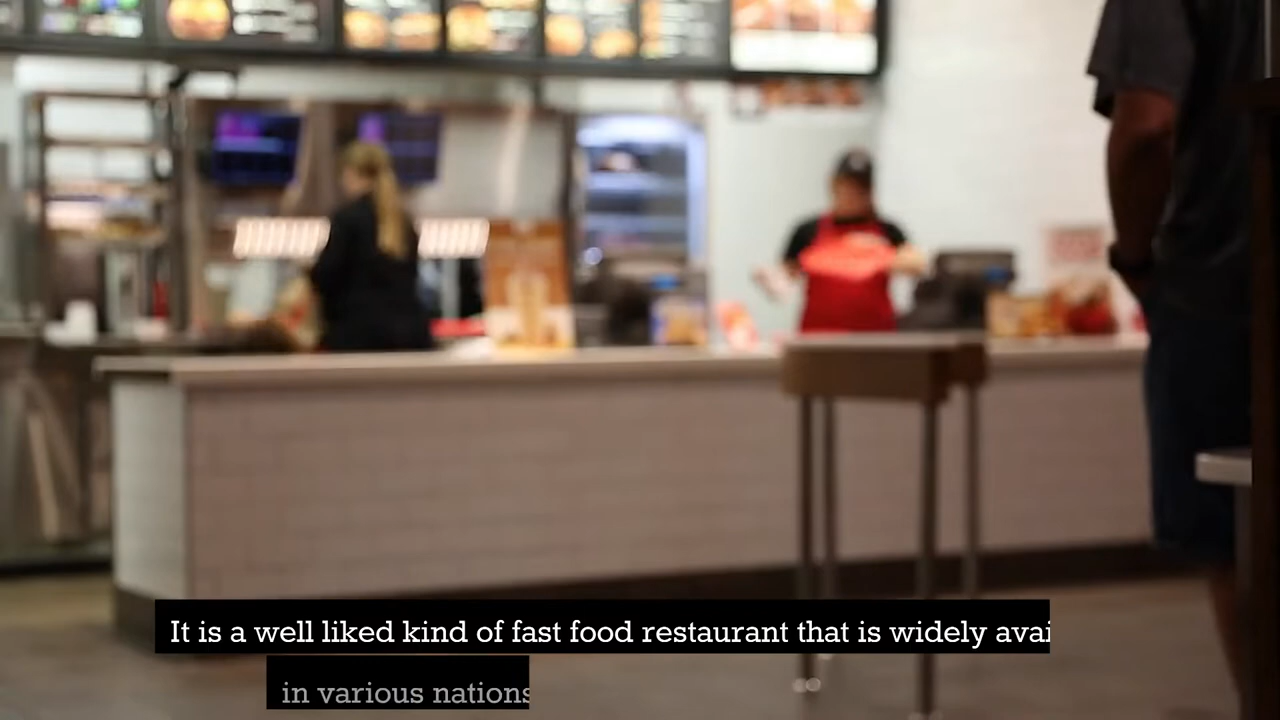 It is a well liked kind of fast food restaurant that is widely avai
in various nations